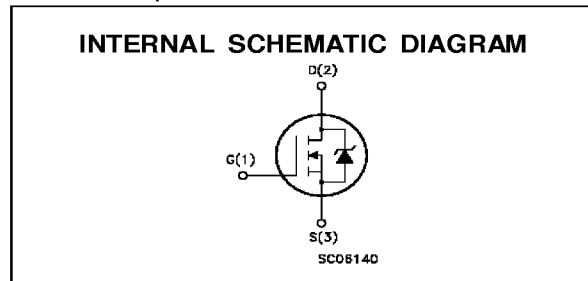 INTERNAL SCHEMATIC DIAGRAM
D(2)
G(1)
S(3)
SC06140